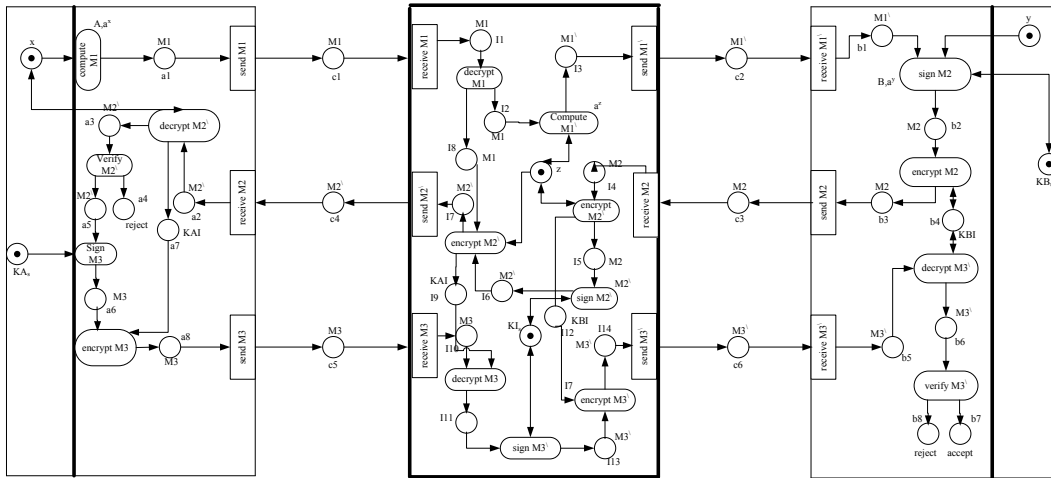 x
A,aˣ
compute M1
M1
a1
send M1
M1
c1
receive M1
M1
I1
decrypt M1
I2
M1
M1\
I3
aᶻ
Compute M1\
send M1\
M1\
c2
receive M1\
M1\
b1
y
sign M2
B,aʸ
M2
b2
encrypt M2
b4
KBI
KBₛ
decrypt M2\
M2\
a3
Verify M2\
M2\
a5
a4
reject
M2\
a2
KAI
a7
receive M2
M2\
c4
send M2\
M2\
I7
I8
M1
z
M2
I4
receive M2
encrypt M2\
M2
c3
send M2
M2
b3
encrypt M2\
I5
M2
KAₛ
Sign M3
M3
a6
encrypt M3
a8
M3
send M3
M3
c5
receive M3
KAI
I9
I6
M2\
sign M2\
KIₛ
KBI
I12
M3
I10
decrypt M3
I11
I7
I14
M3\
encrypt M3\
send M3\
sign M3\
M3\
I13
M3\
c6
receive M3\
M3\
b5
decrypt M3\
M3\
b6
verify M3\
b8
b7
reject
accept